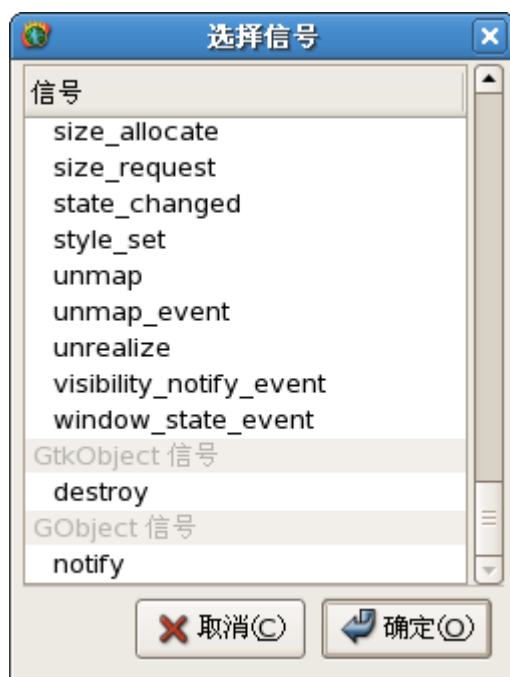 选择信号
信号
size_allocate
size_request
state_changed
style_set
unmap
unmap_event
unrealize
visibility_notify_event
window_state_event
GtkObject 信号
destroy
GObject 信号
notify
取消(C) 确定(O)